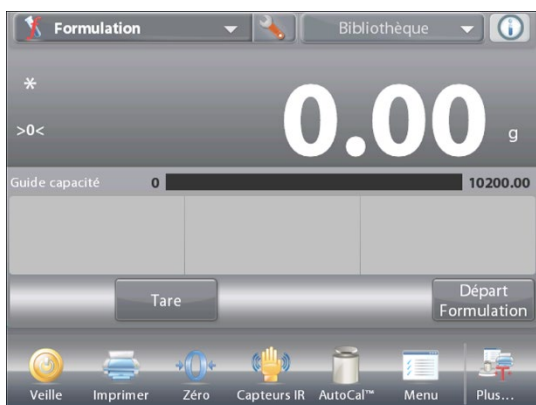 Formulation
Bibliothèque
*
>0<
0.00 g
Guide capacité 0 10200.00
Tare
Départ
Formulation
Veille Imprimer Zéro Capteurs IR AutoCal™ Menu Plus...